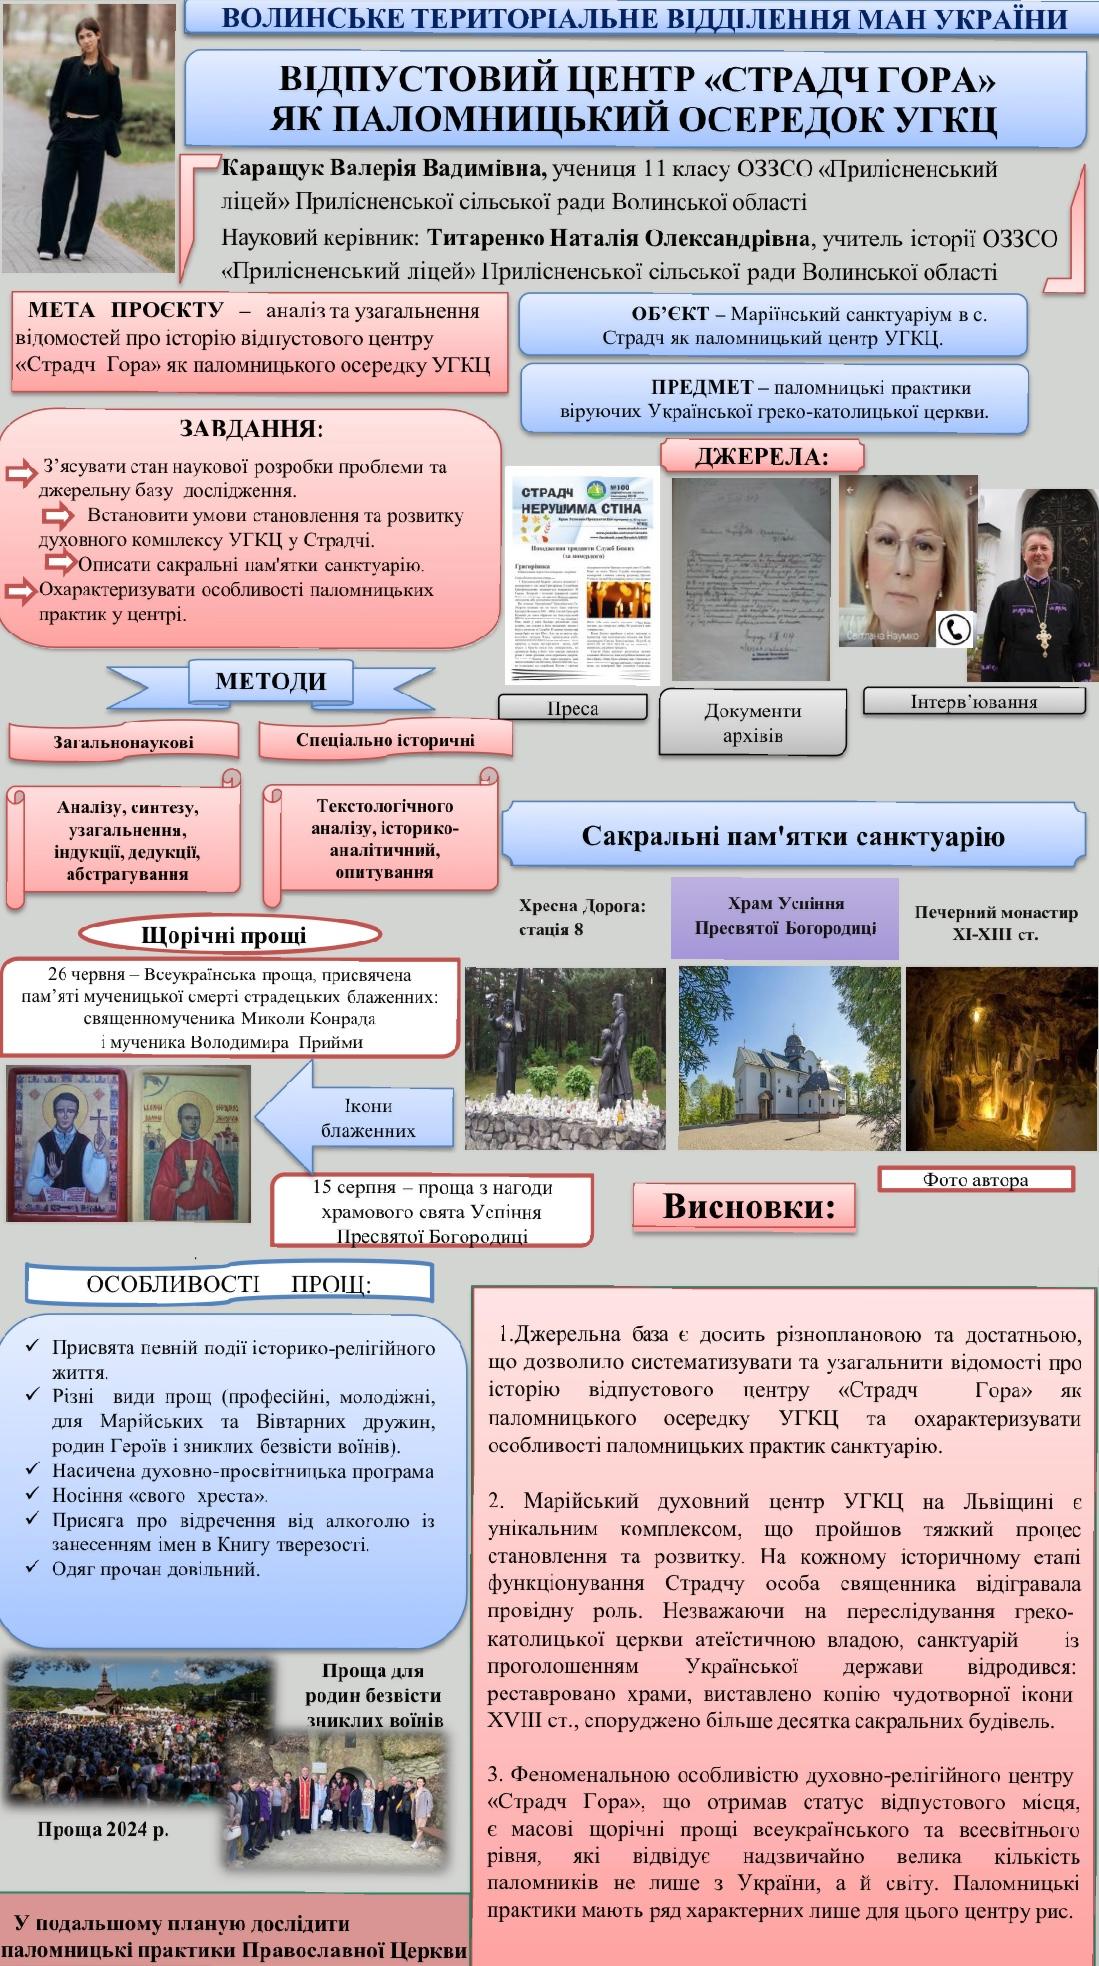 ВОЛИНСЬКЕ ТЕРИТОРІАЛЬНЕ ВІДДІЛЕННЯ МАН УКРАЇНИ
ВІДПУСТОВИЙ ЦЕНТР «СТРАДЧ ГОРА»
ЯК ПАЛОМНИЦЬКИЙ ОСЕРЕДОК УГКЦ
Каращук Валерія Вадимівна, учениця 11 класу ОЗЗСО «Прилісненський
ліцей» Прилісненської сільської ради Волинської області
Науковий керівник: Титаренко Наталія Олександрівна, учитель історії ОЗЗСО
«Прилісненський ліцей» Прилісненської сільської ради Волинської області
МЕТА ПРОЄКТУ – аналіз та узагальнення
відомостей про історію відпустового центру
«Страдч Гора» як паломницького осередку УГКЦ
ОБ’ЄКТ – Маріїнський санктуаріум в с.
Страдч як паломницький центр УГКЦ.
ПРЕДМЕТ – паломницькі практики
віруючих Української греко-католицької церкви.
ЗАВДАННЯ:
З’ясувати стан наукової розробки проблеми та
джерельну базу дослідження.
Встановити умови становлення та розвитку
духовного комплексу УГКЦ у Страдчі.
Описати сакральні пам'ятки санктуарію.
Охарактеризувати особливості паломницьких
практик у центрі.
ДЖЕРЕЛА:
СТРАДЧ
№100
НЕРУШИМА СТІНА
Походження тридцяти Служб Божих
(за померлого)
Григоріянка
Світлана Наумко
Преса
Документи
архівів
Інтерв’ювання
МЕТОДИ
Загальнонаукові
Спеціально історичні
Аналізу, синтезу,
узагальнення,
індукції, дедукції,
абстрагування
Текстологічного
аналізу, історико-
аналітичний,
опитування
Сакральні пам'ятки санктуарію
Хресна Дорога:
стація 8
Храм Успіння
Пресвятої Богородиці
Печерний монастир
XI-XIII ст.
Щорічні прощі
26 червня – Всеукраїнська проща, присвячена
пам’яті мученицької смерті страдецьких блаженних:
священномученика Миколи Конрада
і мученика Володимира Прийми
Ікони
блаженних
15 серпня – проща з нагоди
храмового свята Успіння
Пресвятої Богородиці
Фото автора
Висновки:
ОСОБЛИВОСТІ ПРОЩ:
✓ Присвята певній події історико-релігійного
життя.
✓ Різні види прощ (професійні, молодіжні,
для Марійських та Вівтарних дружин,
родин Героїв і зниклих безвісти воїнів).
✓ Насичена духовно-просвітницька програма
✓ Носіння «свого хреста».
✓ Присяга про відречення від алкоголю із
занесенням імен в Книгу тверезості.
✓ Одяг прочан довільний.
1.Джерельна база є досить різноплановою та достатньою,
що дозволило систематизувати та узагальнити відомості про
історію відпустового центру «Страдч Гора» як
паломницького осередку УГКЦ та охарактеризувати
особливості паломницьких практик санктуарію.
2. Марійський духовний центр УГКЦ на Львіщині є
унікальним комплексом, що пройшов тяжкий процес
становлення та розвитку. На кожному історичному етапі
функціонування Страдчу особа священника відігравала
провідну роль. Незважаючи на переслідування греко-
католицької церкви атеїстичною владою, санктуарій із
проголошенням Української держави відродився:
реставровано храми, виставлено копію чудотворної ікони
XVIII ст., споруджено більше десятка сакральних будівель.
3. Феноменальною особливістю духовно-релігійного центру
«Страдч Гора», що отримав статус відпустового місця,
є масові щорічні прощі всеукраїнського та всесвітнього
рівня, які відвідує надзвичайно велика кількість
паломників не лише з України, а й світу. Паломницькі
практики мають ряд характерних лише для цього центру рис.
Проща для
родин безвісти
зниклих воїнів
Проща 2024 р.
У подальшому планую дослідити
паломницькі практики Православної Церкви